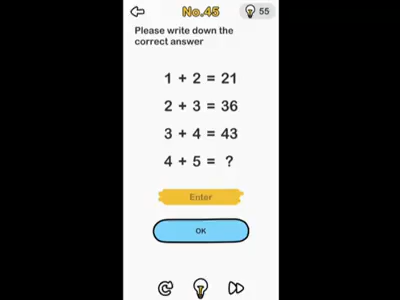 No.45
55
Please write down the
correct answer
1 + 2 = 21
2 + 3 = 36
3 + 4 = 43
4 + 5 = ?
Enter
OK